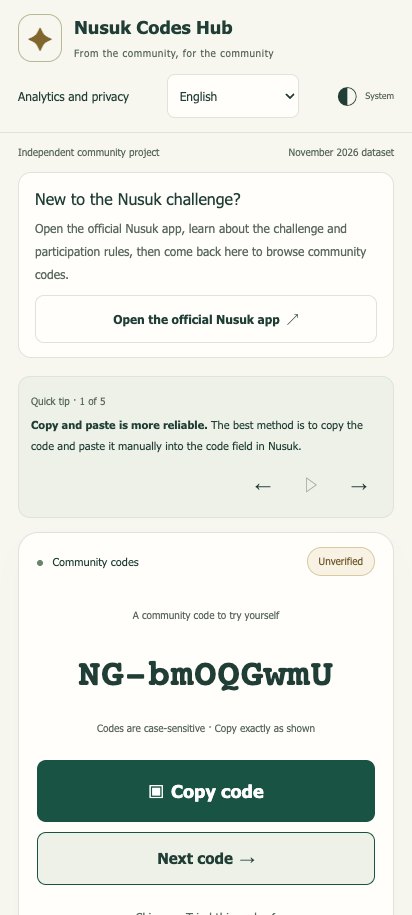 Nusuk Codes Hub
From the community, for the community
Analytics and privacy
English
System
Independent community project
November 2026 dataset
New to the Nusuk challenge?
Open the official Nusuk app, learn about the challenge and
participation rules, then come back here to browse community
codes.
Open the official Nusuk app ↗
Quick tip · 1 of 5
Copy and paste is more reliable. The best method is to copy the
code and paste it manually into the code field in Nusuk.
← ▷ →
Community codes
Unverified
A community code to try yourself
NG-bmOQGwmU
Codes are case-sensitive · Copy exactly as shown
▣ Copy code
Next code →